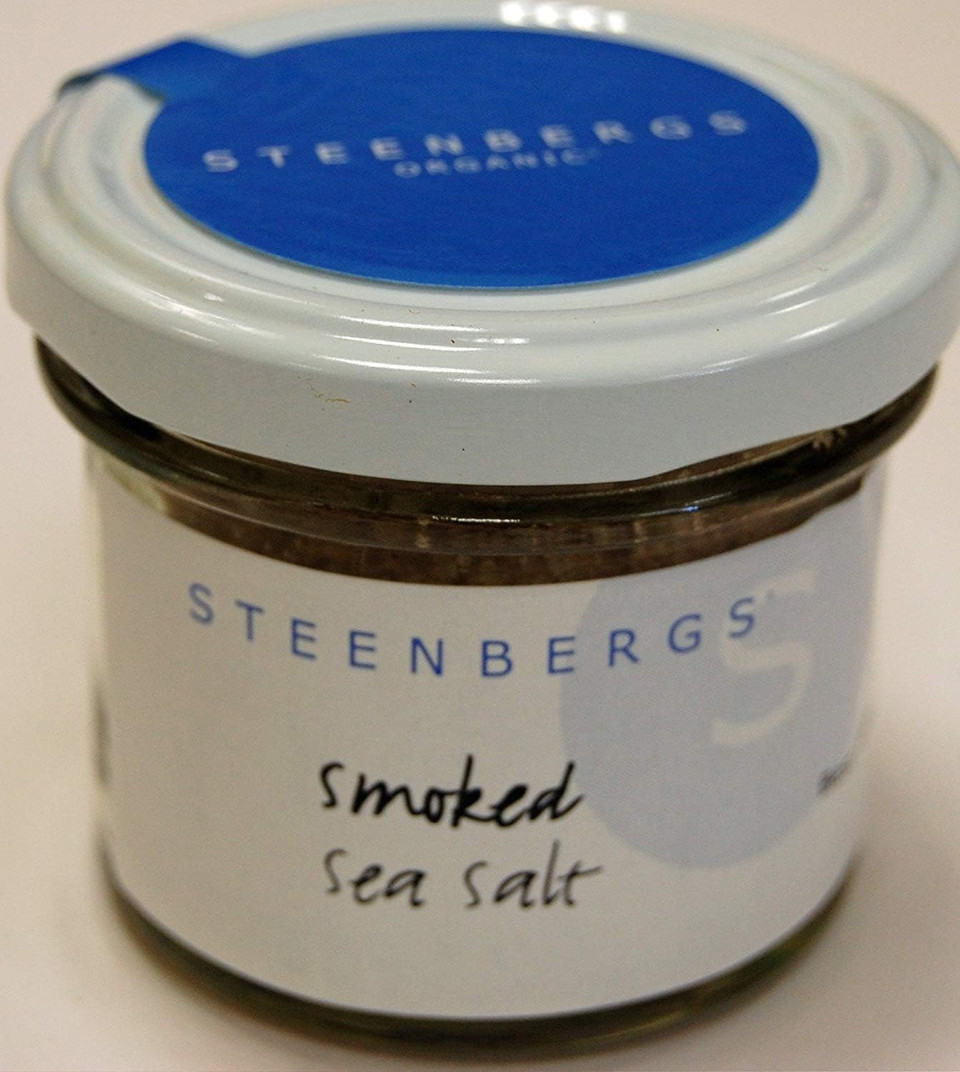 STEENBERGS
ORGANIC
STEENBERGS
S
smoked
sea salt